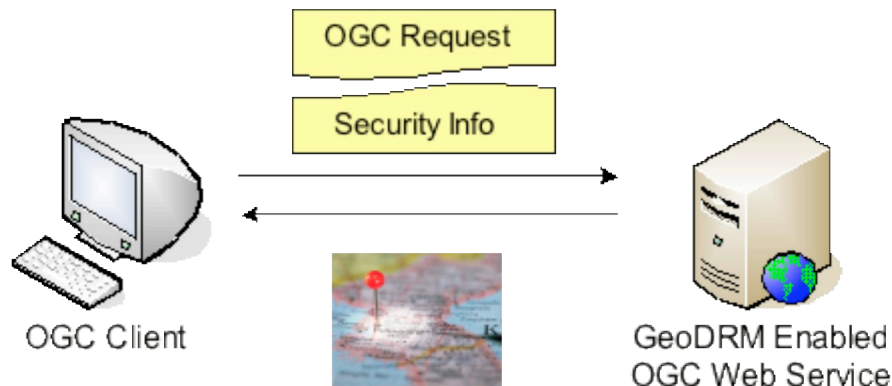 OGC Request
Security Info
OGC Client
GeoDRM Enabled
OGC Web Service